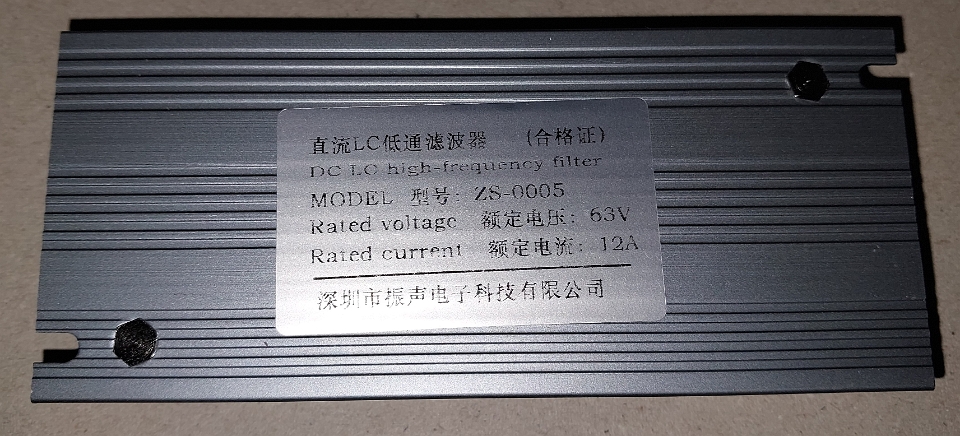 直流LC低通滤波器 (合格证)
DC LC high-frequency filter
MODEL 型号: ZS-0005
Rated voltage 额定电压: 63V
Rated current 额定电流: 12A
深圳市振声电子科技有限公司